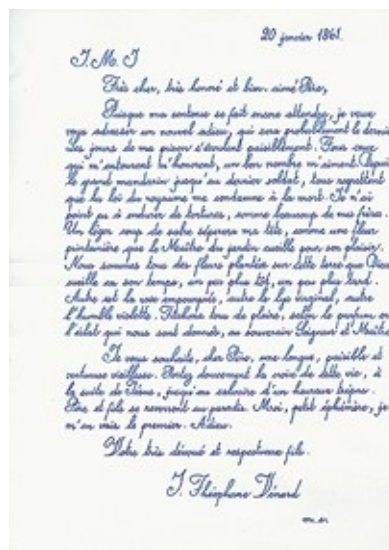 20 janvier 1861.
J. M. J
Très cher, très honoré et bien-aimé Père,
Puisque ma sentence se fait encore attendre, je veux
vous adresser un nouvel adieu, qui sera probablement le dernier.
Les jours de ma prison s'écoulent paisiblement. Tous ceux
qui m'entourent m'honorent, un bon nombre m'aiment. Depuis
le grand mandarin jusqu'au dernier soldat, tous regrettent
que la loi du royaume me condamne à la mort. Je n'ai
point eu à endurer de tortures, comme beaucoup de mes frères.
Un léger coup de sabre séparera ma tête, comme une fleur
printanière que le Maître du jardin cueille pour son plaisir.
Nous sommes tous des fleurs plantées sur cette terre que Dieu
cueille en son temps, un peu plus tôt, un peu plus tard.
Autre est la rose empourprée, autre le lys virginal, autre
l'humble violette. Tâchons tous de plaire, selon le parfum ou
l'éclat qui nous sont donnés, au souverain Seigneur et Maître.
Je vous souhaite, cher Père, une longue, paisible et
vertueuse vieillesse. Portez doucement la croix de cette vie, à
la suite de Jésus, jusqu'au calvaire d'un heureux trépas.
Père et fils se reverront au paradis. Moi, petit éphémère, je
m'en vais le premier. Adieu.
Votre très dévoué et respectueux fils.
J. Théophane Vénard